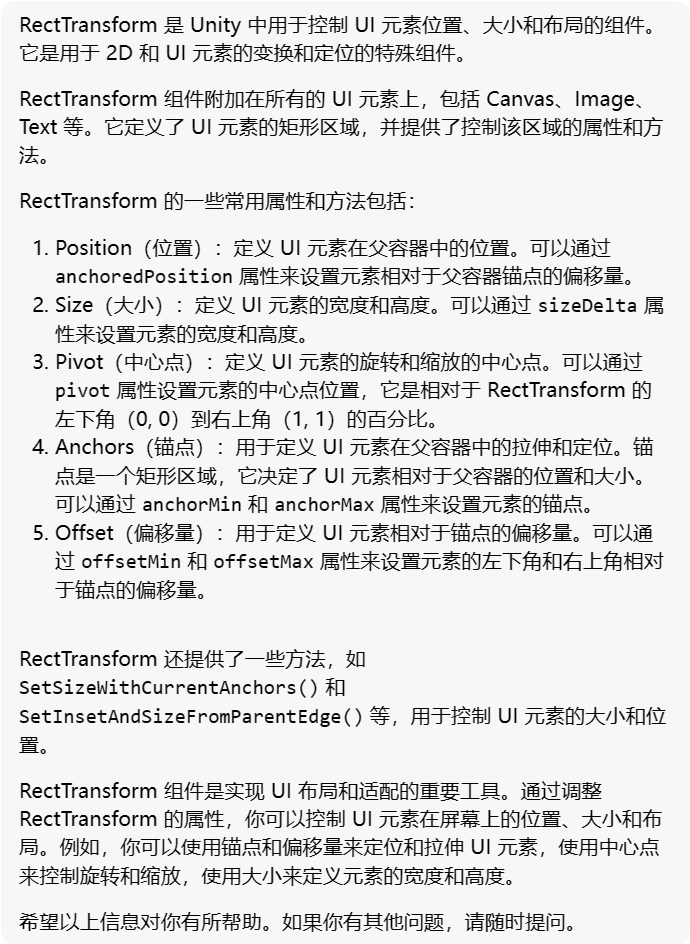 RectTransform 是 Unity 中用于控制 UI 元素位置、大小和布局的组件。
它是用于 2D 和 UI 元素的变换和定位的特殊组件。
RectTransform 组件附加在所有的 UI 元素上，包括 Canvas、Image、
Text 等。它定义了 UI 元素的矩形区域，并提供了控制该区域的属性和方
法。
RectTransform 的一些常用属性和方法包括：
1. Position（位置）：定义 UI 元素在父容器中的位置。可以通过
anchoredPosition 属性来设置元素相对于父容器锚点的偏移量。
2. Size（大小）：定义 UI 元素的宽度和高度。可以通过 sizeDelta 属
性来设置元素的宽度和高度。
3. Pivot（中心点）：定义 UI 元素的旋转和缩放的中心点。可以通过
pivot 属性设置元素的中心点位置，它是相对于 RectTransform 的
左下角（0, 0）到右上角（1, 1）的百分比。
4. Anchors（锚点）：用于定义 UI 元素在父容器中的拉伸和定位。锚
点是一个矩形区域，它决定了 UI 元素相对于父容器的位置和大小。
可以通过 anchorMin 和 anchorMax 属性来设置元素的锚点。
5. Offset（偏移量）：用于定义 UI 元素相对于锚点的偏移量。可以通
过 offsetMin 和 offsetMax 属性来设置元素的左下角和右上角相对
于锚点的偏移量。
RectTransform 还提供了一些方法，如
SetSizeWithCurrentAnchors() 和
SetInsetAndSizeFromParentEdge() 等，用于控制 UI 元素的大小和位
置。
RectTransform 组件是实现 UI 布局和适配的重要工具。通过调整
RectTransform 的属性，你可以控制 UI 元素在屏幕上的位置、大小和布
局。例如，你可以使用锚点和偏移量来定位和拉伸 UI 元素，使用中心点
来控制旋转和缩放，使用大小来定义元素的宽度和高度。
希望以上信息对你有所帮助。如果你有其他问题，请随时提问。